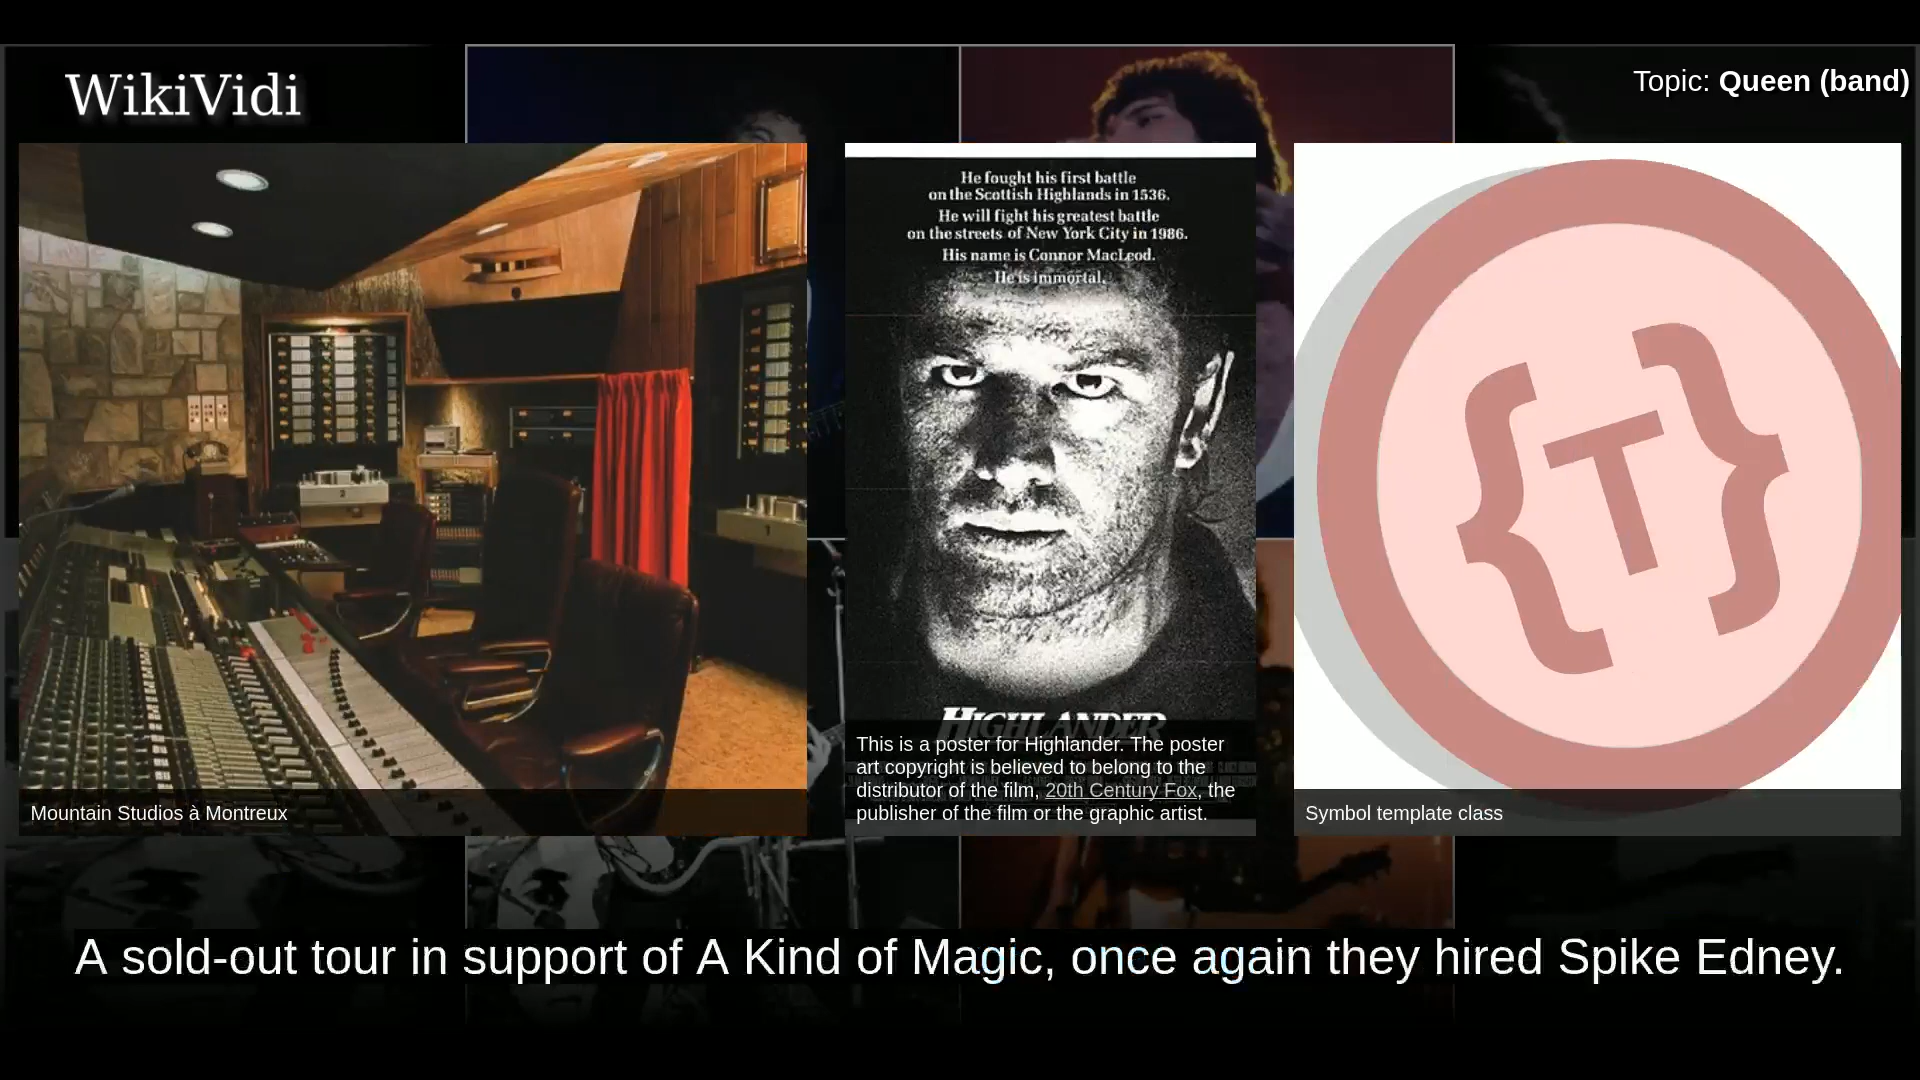 WikiVidi
Topic: Queen (band)
He fought his first battle
on the Scottish Highlands in 1536.
He will fight his greatest battle
on the streets of New York City in 1986.
His name is Connor MacLeod.
He is immortal.
{T}
HIGHLANDER
Mountain Studios à Montreux
This is a poster for Highlander. The poster
art copyright is believed to belong to the
distributor of the film, 20th Century Fox, the
publisher of the film or the graphic artist.
Symbol template class
A sold-out tour in support of A Kind of Magic, once again they hired Spike Edney.